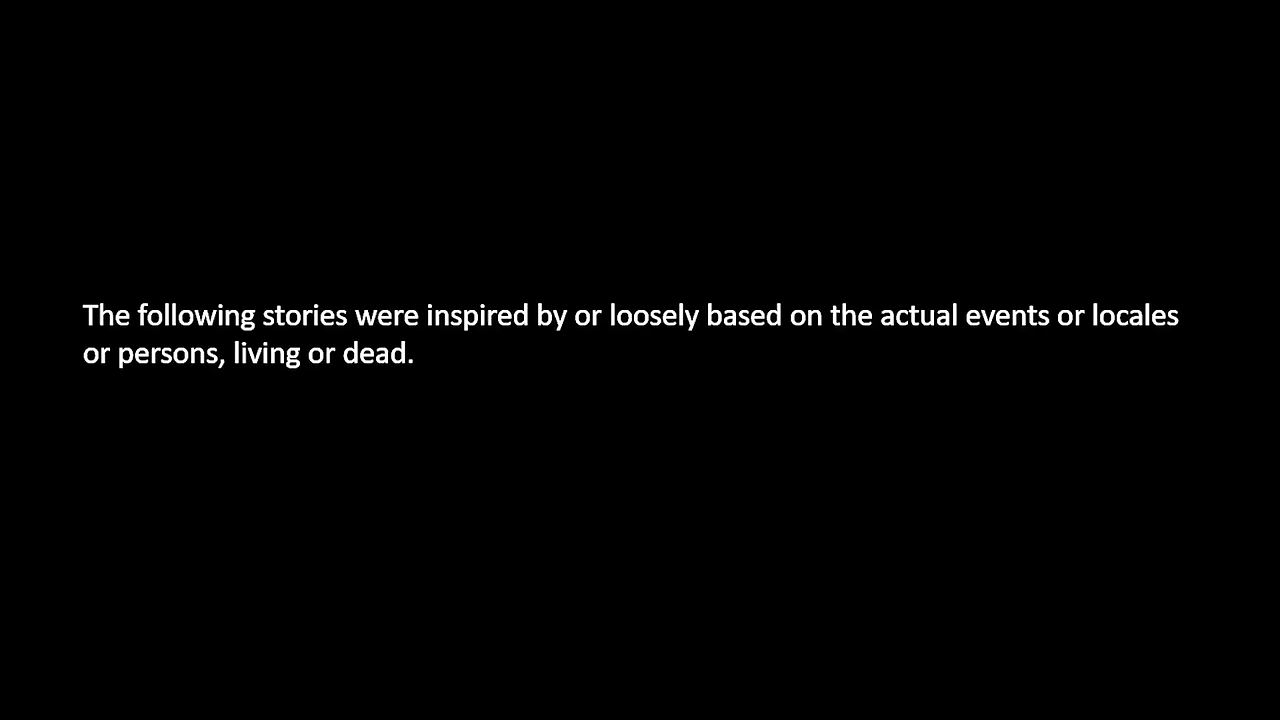 The following stories were inspired by or loosely based on the actual events or locales
or persons, living or dead.